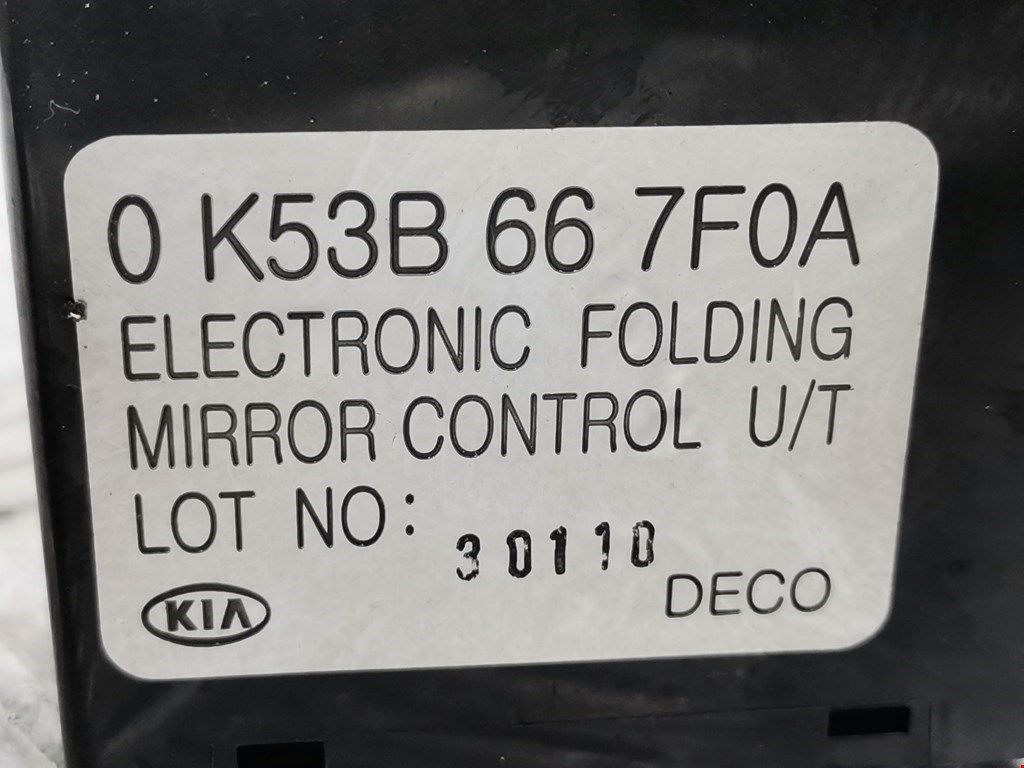 0 K53B 66 7F0A
ELECTRONIC FOLDING
MIRROR CONTROL U/T
LOT NO: 30110
KIA DECO